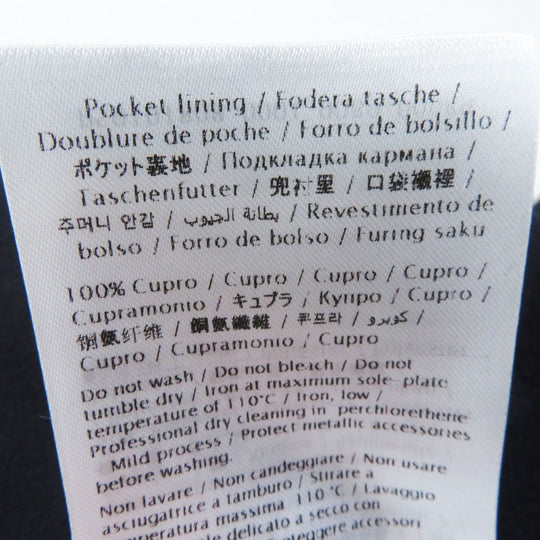 Pocket lining / Fodera tasche /
Doublure de poche / Forro de bolsillo /
ポケット裏地 / Подкладка кармана /
Taschenfutter / 兜衬里 / 口袋襯裡 /
주머니 안감 / بطانة الجيوب / Revestimento de
bolso / Forro de bolso / Furing saku
100% Cupro / Cupro / Cupro / Cupro /
Cupramonio / キュプラ / Купро / Cupro /
铜氨纤维 / 銅氨纖維 / 큐프라 / كوبرو /
Cupro / Cupramonio / Cupro
Do not wash / Do not bleach / Do not
tumble dry / Iron at maximum sole-plate
temperature of 110°C / Iron, low /
Professional dry cleaning in perchlorethene
Mild process / Protect metallic accessories
before washing.
Non lavare / Non candeggiare / Non usare
asciugatrice a tamburo / Stirare a
temperatura massima 110 °C / Lavaggio
delicato a secco con
proteggere accessori